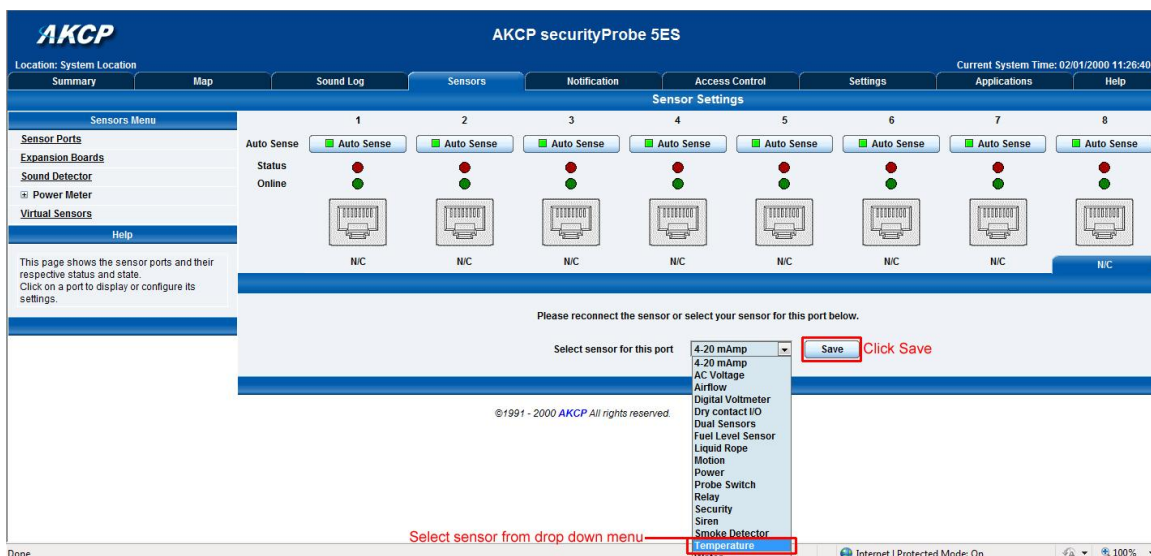 AKCP
AKCP securityProbe 5ES
Location: System Location
Current System Time: 02/01/2000 11:26:40
Summary Map Sound Log Sensors Notification Access Control Settings Applications Help
Sensor Settings
Sensors Menu
Sensor Ports
Expansion Boards
Sound Detector
Power Meter
Virtual Sensors
Help
This page shows the sensor ports and their
respective status and state.
Click on a port to display or configure its
settings.
1 2 3 4 5 6 7 8
Auto Sense Auto Sense Auto Sense Auto Sense Auto Sense Auto Sense Auto Sense Auto Sense Auto Sense
Status
Online
N/C N/C N/C N/C N/C N/C N/C N/C
Please reconnect the sensor or select your sensor for this port below.
Select sensor for this port 4-20 mAmp Save Click Save
4-20 mAmp
AC Voltage
Airflow
Digital Voltmeter
Dry contact I/O
Dual Sensors
Fuel Level Sensor
Liquid Rope
Motion
Power
Probe Switch
Relay
Security
Siren
Smoke Detector
Temperature
©1991 - 2000 AKCP All rights reserved.
Select sensor from drop down menu
Done
Internet | Protected Mode: On
100%